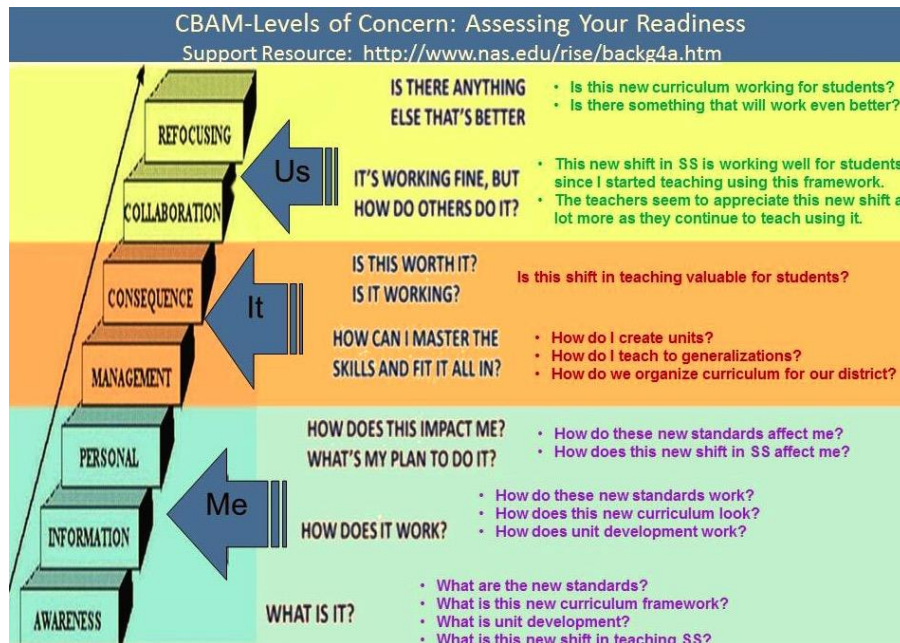 CBAM-Levels of Concern: Assessing Your Readiness
Support Resource: http://www.nas.edu/rise/backg4a.htm
REFOCUSING
IS THERE ANYTHING
ELSE THAT'S BETTER
• Is this new curriculum working for students?
• Is there something that will work even better?
Us
COLLABORATION
IT'S WORKING FINE, BUT
HOW DO OTHERS DO IT?
• This new shift in SS is working well for students
since I started teaching using this framework.
• The teachers seem to appreciate this new shift a
lot more as they continue to teach using it.
CONSEQUENCE
IS THIS WORTH IT?
IS IT WORKING?
Is this shift in teaching valuable for students?
It
MANAGEMENT
HOW CAN I MASTER THE
SKILLS AND FIT IT ALL IN?
• How do I create units?
• How do I teach to generalizations?
• How do we organize curriculum for our district?
PERSONAL
HOW DOES THIS IMPACT ME?
WHAT'S MY PLAN TO DO IT?
• How do these new standards affect me?
• How does this new shift in SS affect me?
Me
INFORMATION
HOW DOES IT WORK?
• How do these new standards work?
• How does this new curriculum look?
• How does unit development work?
AWARENESS
WHAT IS IT?
• What are the new standards?
• What is this new curriculum framework?
• What is unit development?
• What is this new shift in teaching SS?